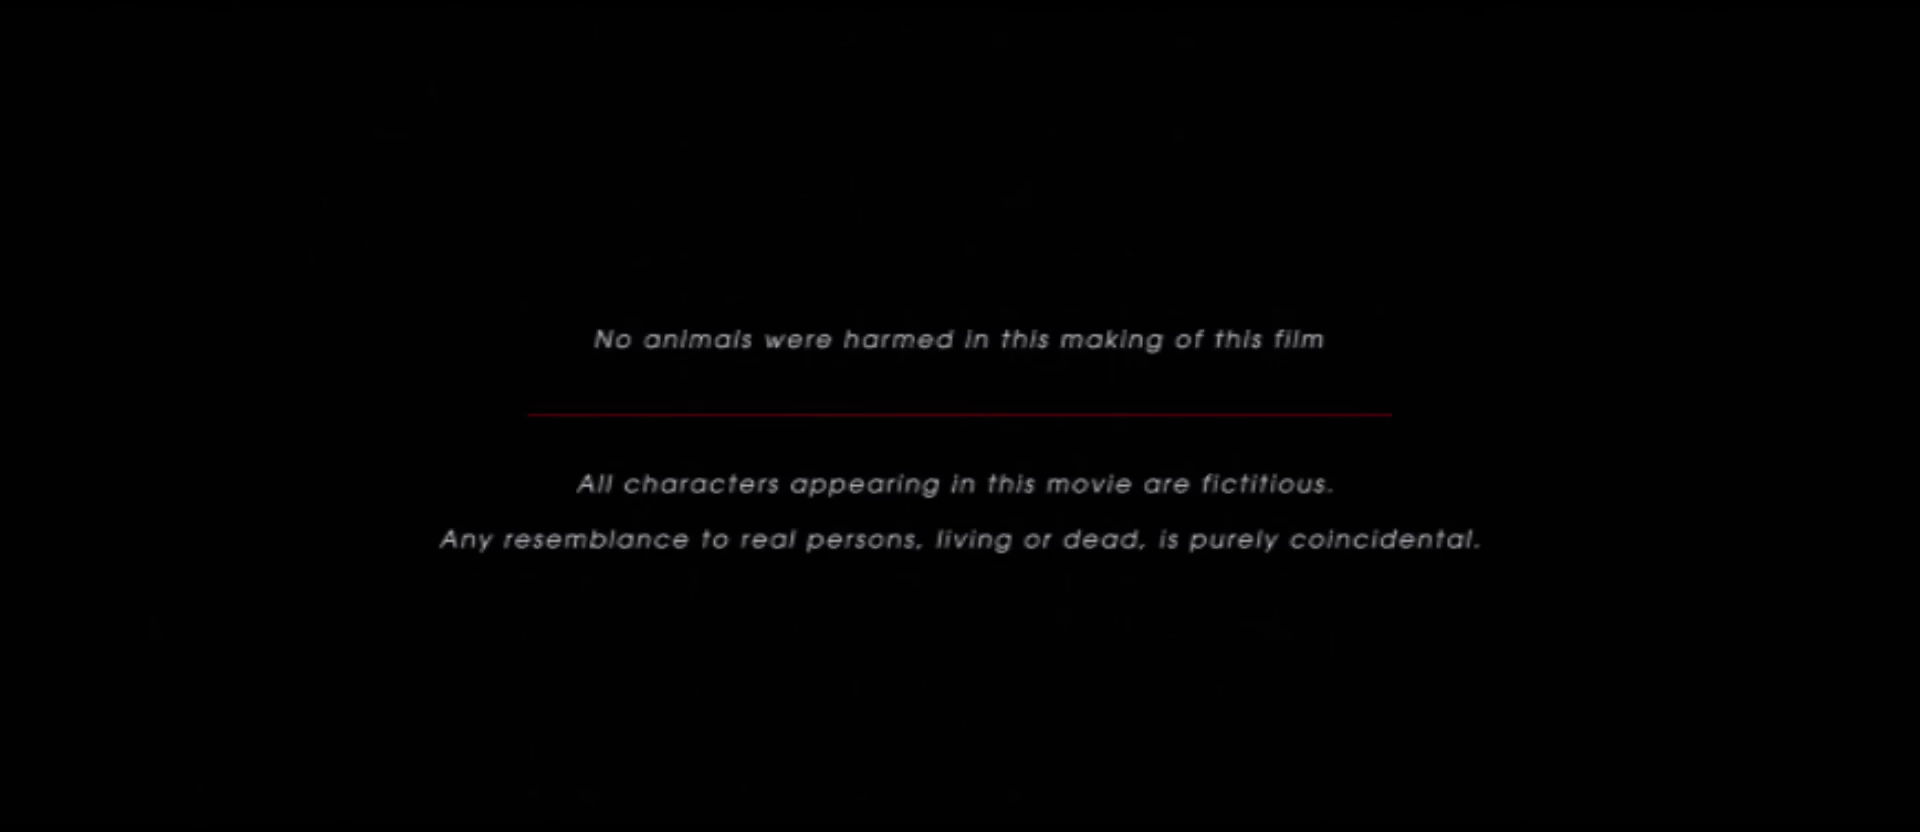 No animals were harmed in this making of this film
All characters appearing in this movie are fictitious.
Any resemblance to real persons, living or dead, is purely coincidental.